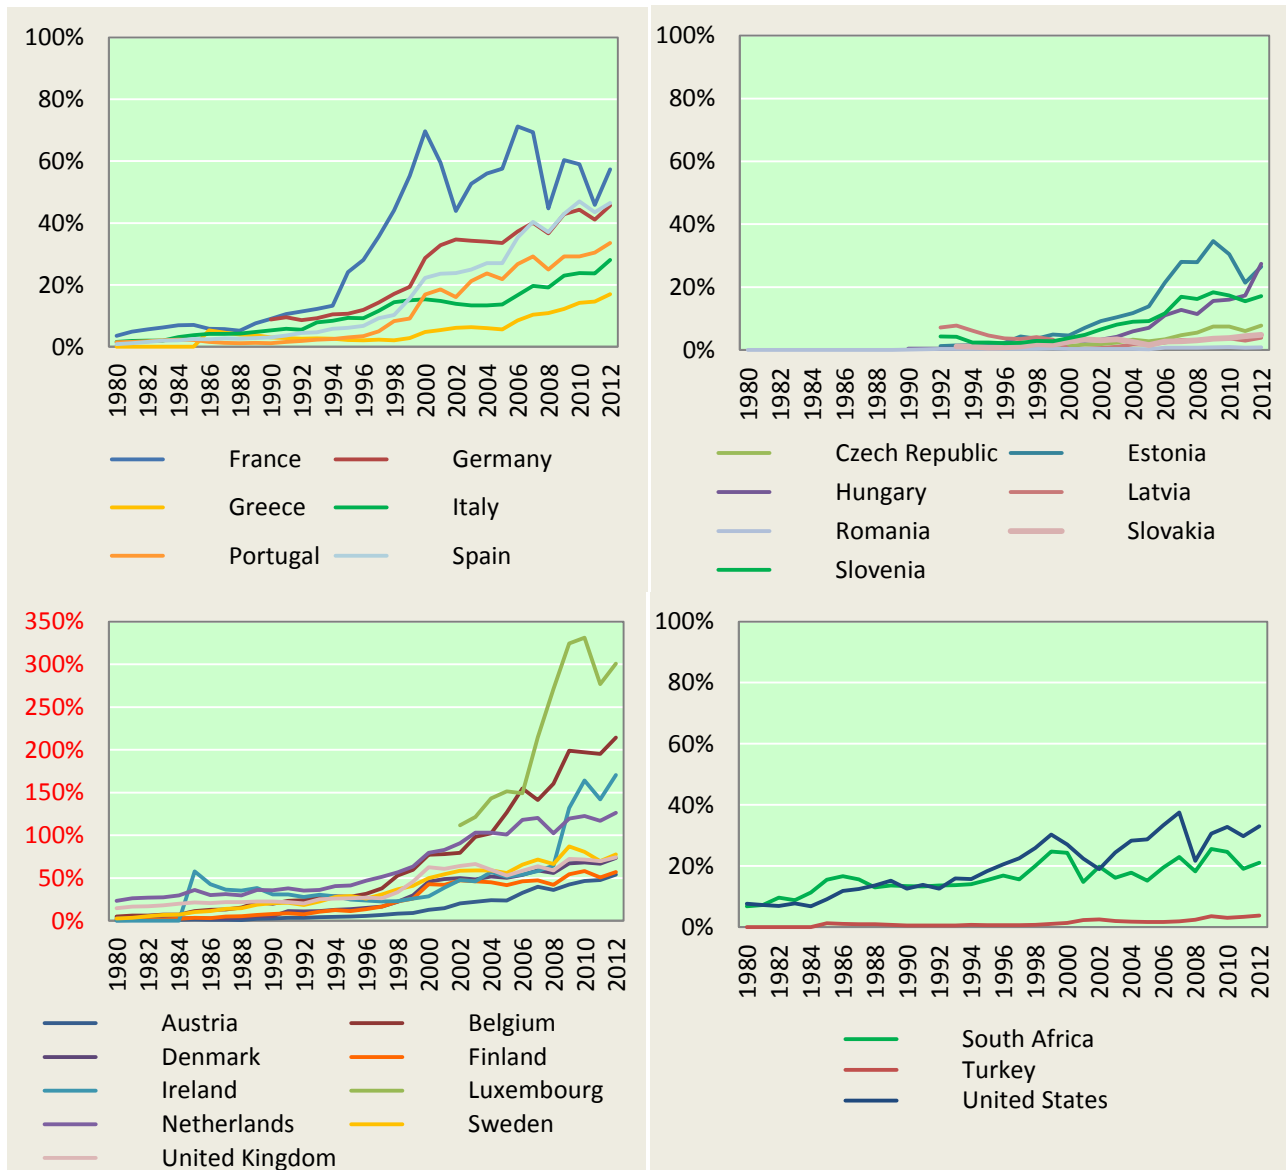 100%
80%
60%
40%
20%
0%
1980 1982 1984 1986 1988 1990 1992 1994 1996 1998 2000 2002 2004 2006 2008 2010 2012
France Germany
Greece Italy
Portugal Spain
100%
80%
60%
40%
20%
0%
1980 1982 1984 1986 1988 1990 1992 1994 1996 1998 2000 2002 2004 2006 2008 2010 2012
Czech Republic Estonia
Hungary Latvia
Romania Slovakia
Slovenia
350%
300%
250%
200%
150%
100%
50%
0%
1980 1982 1984 1986 1988 1990 1992 1994 1996 1998 2000 2002 2004 2006 2008 2010 2012
Austria Belgium
Denmark Finland
Ireland Luxembourg
Netherlands Sweden
United Kingdom
100%
80%
60%
40%
20%
0%
1980 1982 1984 1986 1988 1990 1992 1994 1996 1998 2000 2002 2004 2006 2008 2010 2012
South Africa
Turkey
United States